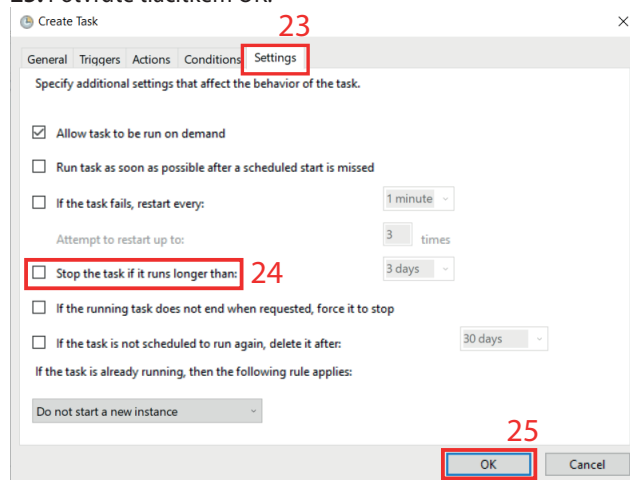 25. Potvrďte tlačítkem OK.
Create Task
23
General Triggers Actions Conditions Settings
Specify additional settings that affect the behavior of the task.
Allow task to be run on demand
Run task as soon as possible after a scheduled start is missed
If the task fails, restart every: 1 minute
Attempt to restart up to: 3 times
Stop the task if it runs longer than: 24 3 days
If the running task does not end when requested, force it to stop
If the task is not scheduled to run again, delete it after: 30 days
If the task is already running, then the following rule applies:
Do not start a new instance
25
OK Cancel